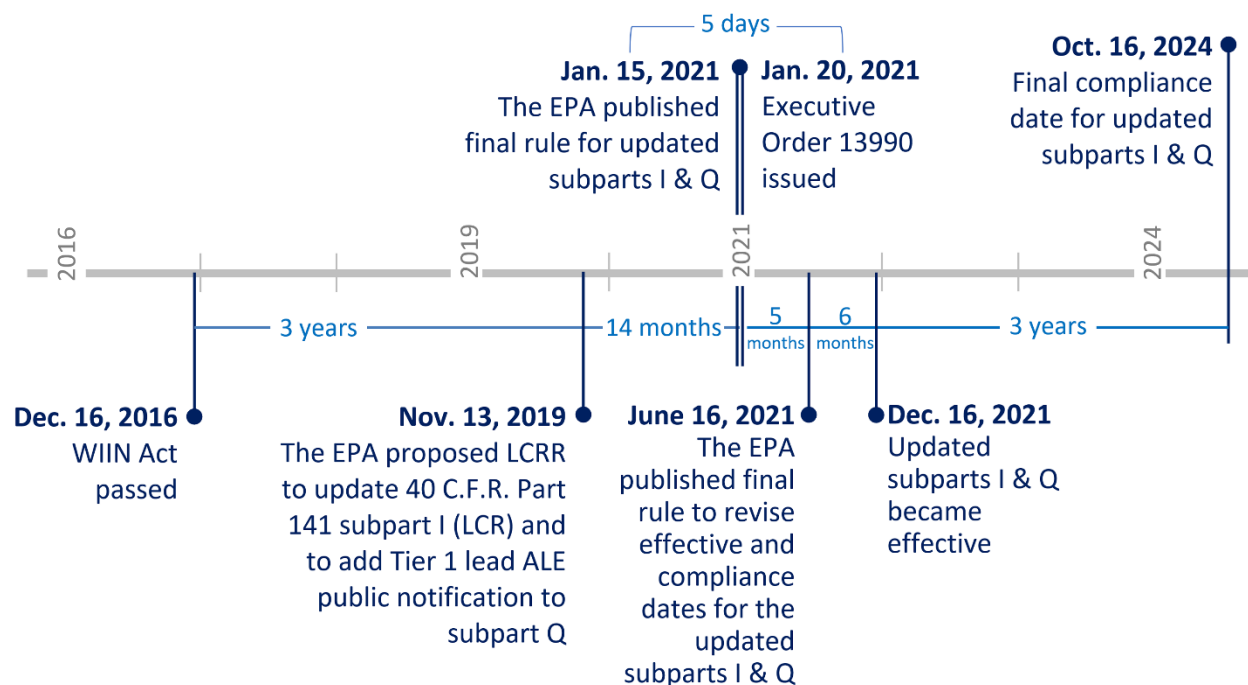 5 days
Jan. 15, 2021
The EPA published
final rule for updated
subparts I & Q
Jan. 20, 2021
Executive
Order 13990
issued
Oct. 16, 2024
Final compliance
date for updated
subparts I & Q
2016
2019
2021
2024
3 years
14 months
5
months
6
months
3 years
Dec. 16, 2016
WIIN Act
passed
Nov. 13, 2019
The EPA proposed LCRR
to update 40 C.F.R. Part
141 subpart I (LCR) and
to add Tier 1 lead ALE
public notification to
subpart Q
June 16, 2021
The EPA
published final
rule to revise
effective and
compliance
dates for the
updated
subparts I & Q
Dec. 16, 2021
Updated
subparts I & Q
became
effective